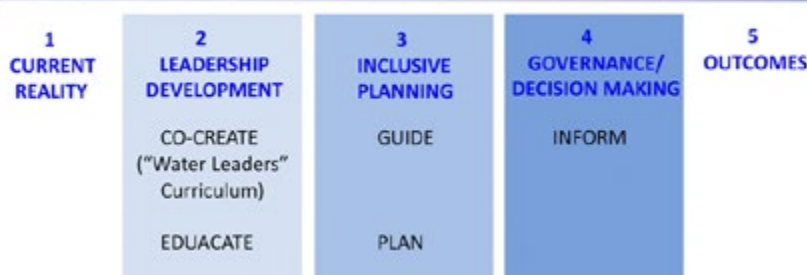 1
CURRENT
REALITY
2
LEADERSHIP
DEVELOPMENT
CO-CREATE
("Water Leaders"
Curriculum)
EDUACATE
3
INCLUSIVE
PLANNING
GUIDE
PLAN
4
GOVERNANCE/
DECISION MAKING
INFORM
5
OUTCOMES